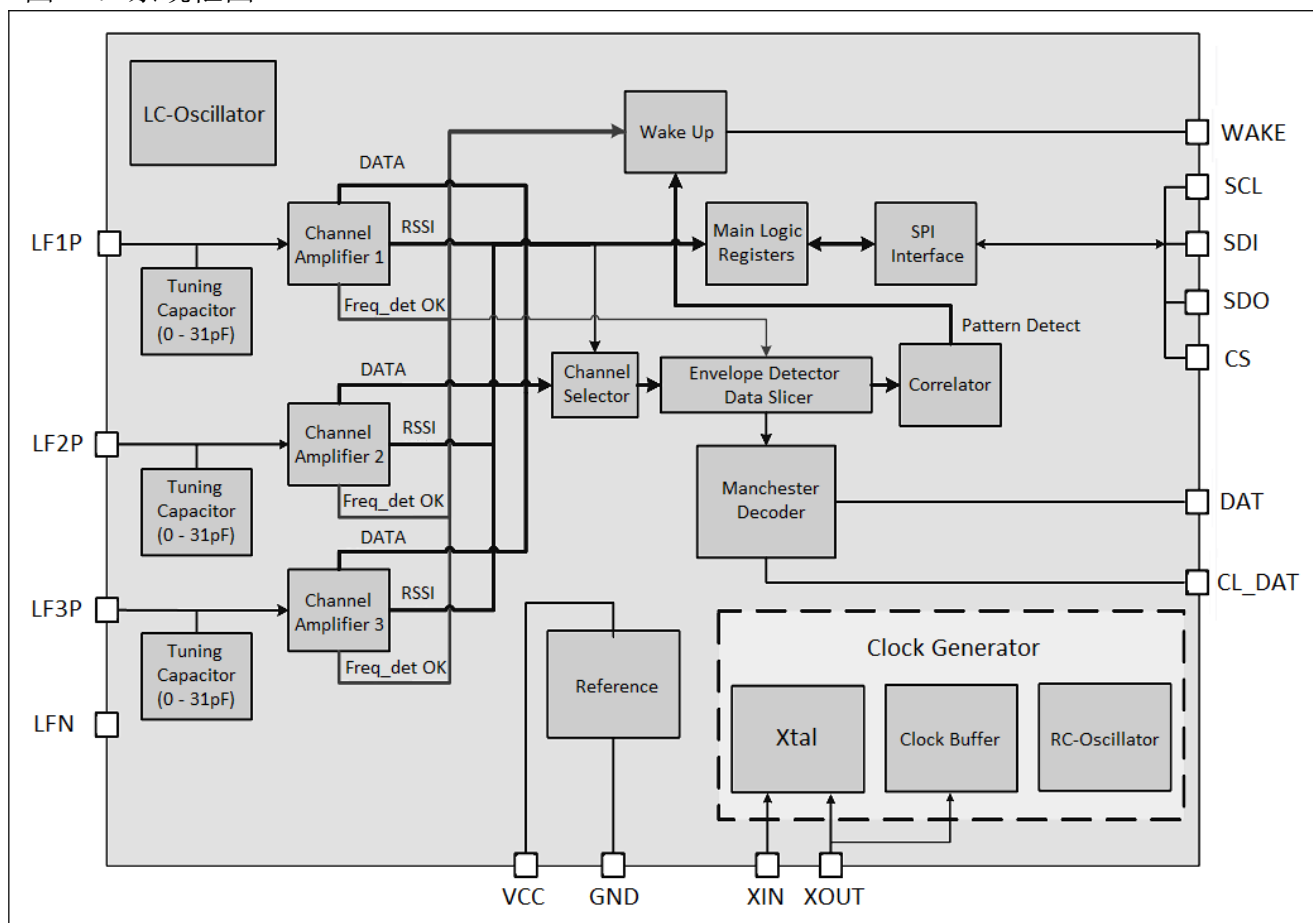 LC-Oscillator
Wake Up
WAKE
DATA
SCL
LF1P
Channel
Amplifier 1
RSSI
Main Logic
Registers
SPI
Interface
SDI
Tuning
Capacitor
(0 - 31pF)
Freq_det OK
SDO
Pattern Detect
CS
DATA
Channel
Selector
Envelope Detector
Data Slicer
Correlator
LF2P
Channel
Amplifier 2
RSSI
Tuning
Capacitor
(0 - 31pF)
Freq_det OK
Manchester
Decoder
DAT
DATA
CL_DAT
LF3P
Channel
Amplifier 3
RSSI
Tuning
Capacitor
(0 - 31pF)
Freq_det OK
Reference
Clock Generator
LFN
Xtal
Clock Buffer
RC-Oscillator
VCC
GND
XIN
XOUT